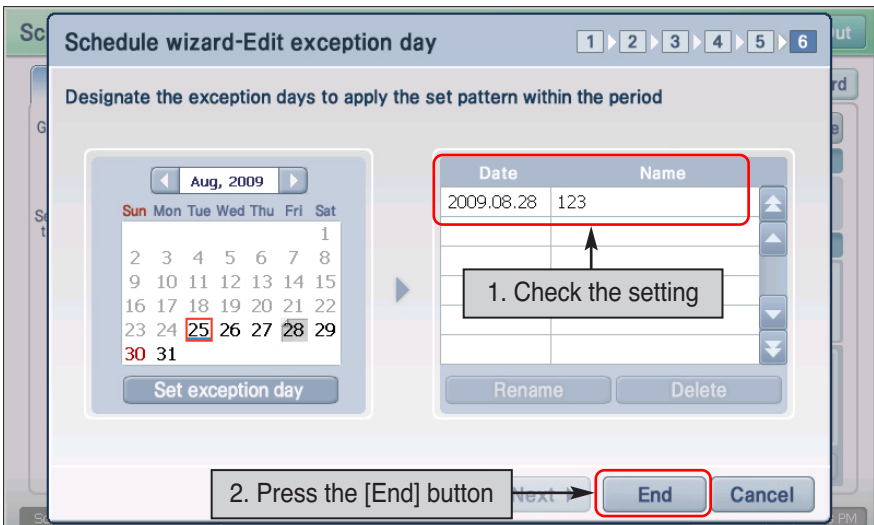 Schedule wizard-Edit exception day
1 2 3 4 5 6
Designate the exception days to apply the set pattern within the period
Aug, 2009
Sun Mon Tue Wed Thu Fri Sat
1
2 3 4 5 6 7 8
9 10 11 12 13 14 15
16 17 18 19 20 21 22
23 24 25 26 27 28 29
30 31
Set exception day
Date Name
2009.08.28 123
1. Check the setting
Rename Delete
2. Press the [End] button
Next
End
Cancel
PM